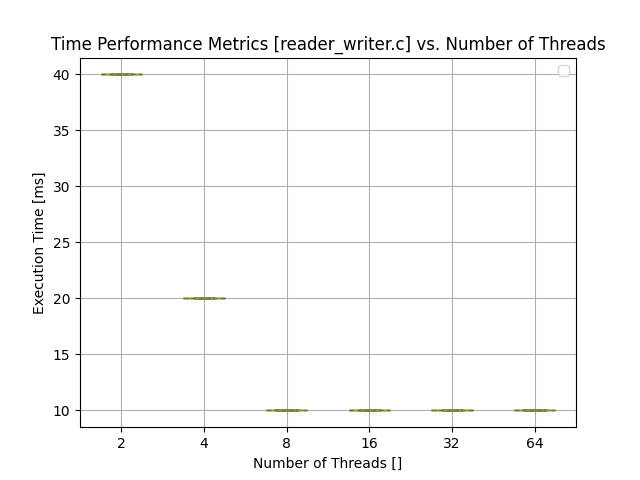 Time Performance Metrics [reader_writer.c] vs. Number of Threads
Execution Time [ms]
40
35
30
25
20
15
10
2 4 8 16 32 64
Number of Threads []